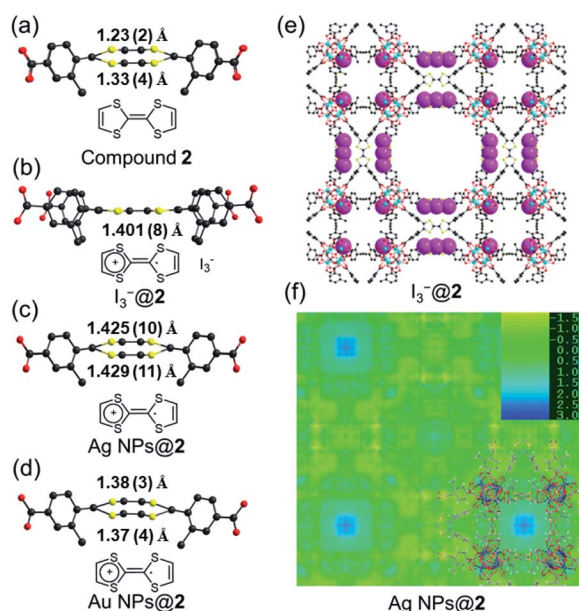 (a)
1.23 (2) Å
1.33 (4) Å
S S
S S
Compound 2
(b)
1.401 (8) Å
S S
+
S S
I₃⁻
I₃⁻@2
(c)
1.425 (10) Å
1.429 (11) Å
S S
+ ·
S S
Ag NPs@2
(d)
1.38 (3) Å
1.37 (4) Å
S S
+ ·
S S
Au NPs@2
(e)
I₃⁻@2
(f)
-1.5
-1.0
-0.5
0.0
0.5
1.0
1.5
2.0
2.5
3.0
Ag NPs@2